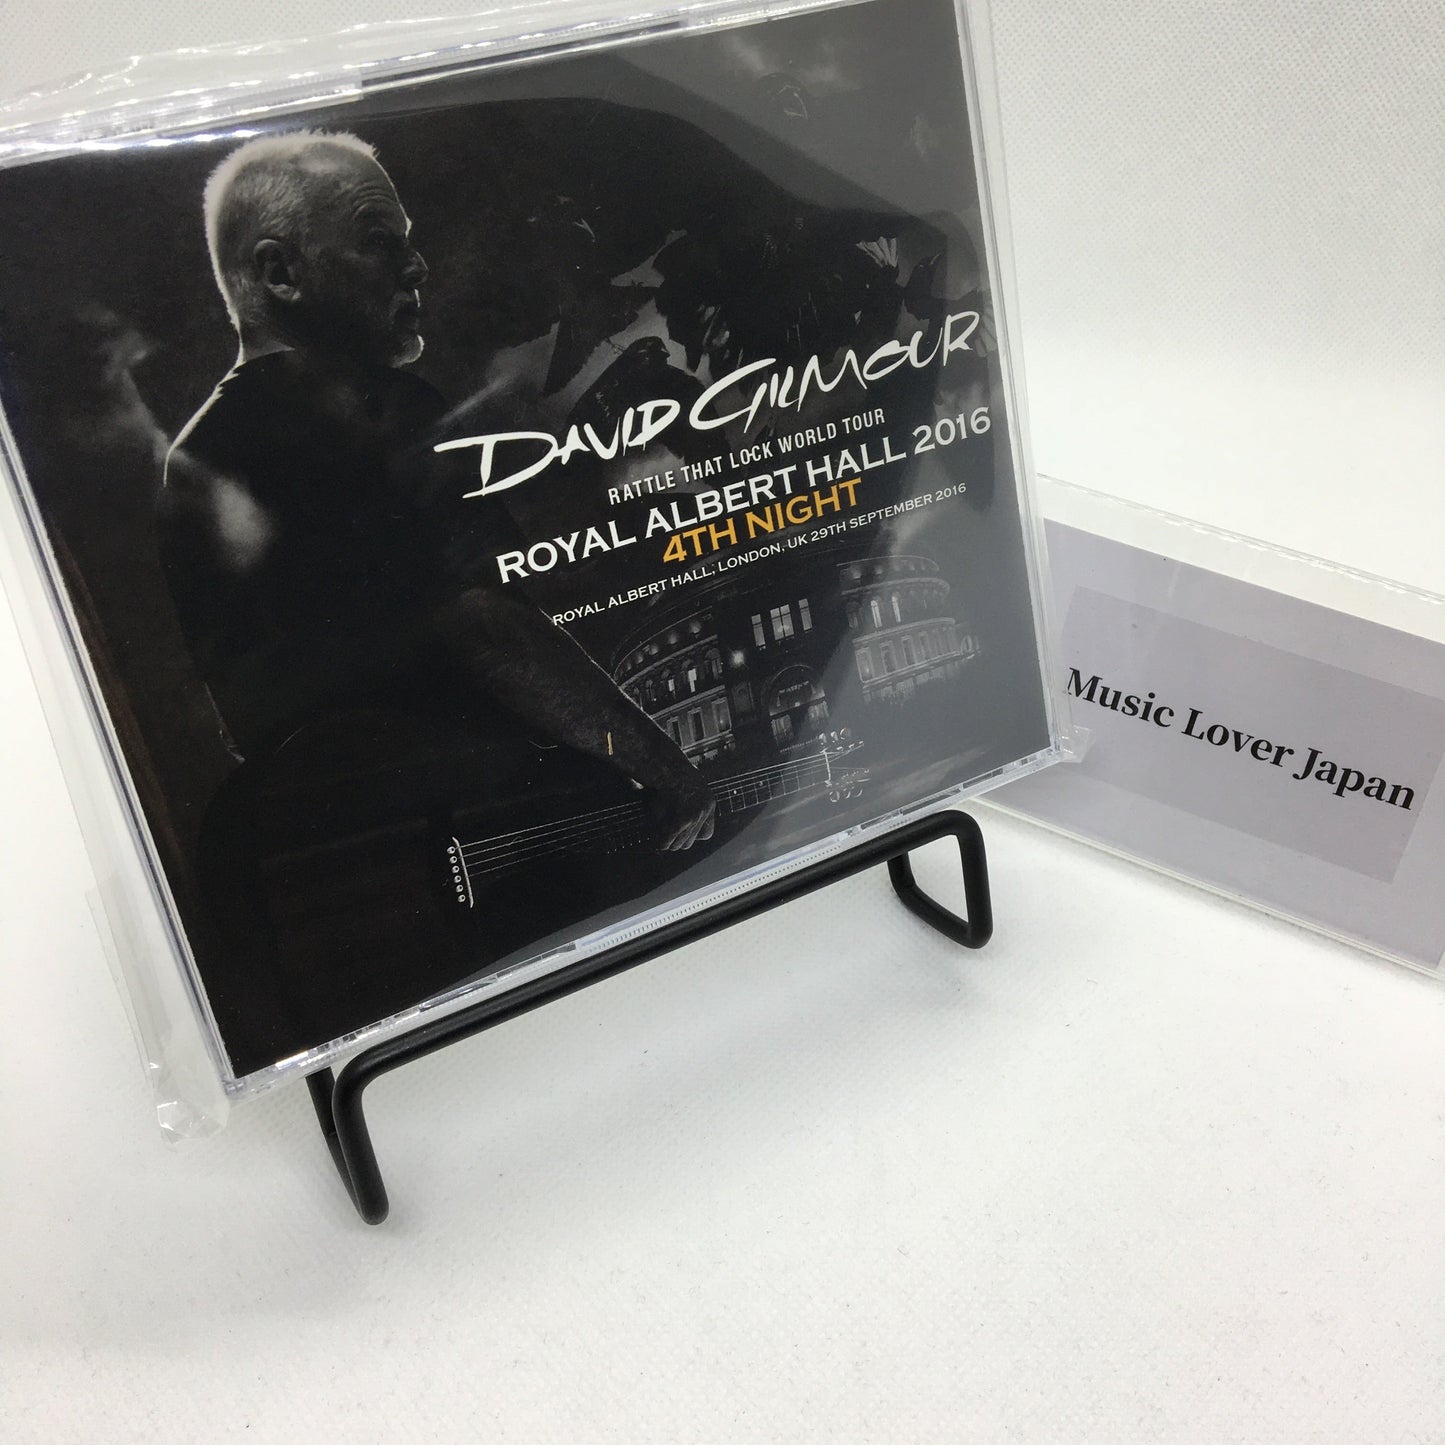 DAVID GILMOUR
RATTLE THAT LOCK WORLD TOUR
ROYAL ALBERT HALL 2016
4TH NIGHT
ROYAL ALBERT HALL, LONDON, UK 29TH SEPTEMBER 2016
Music Lover Japan